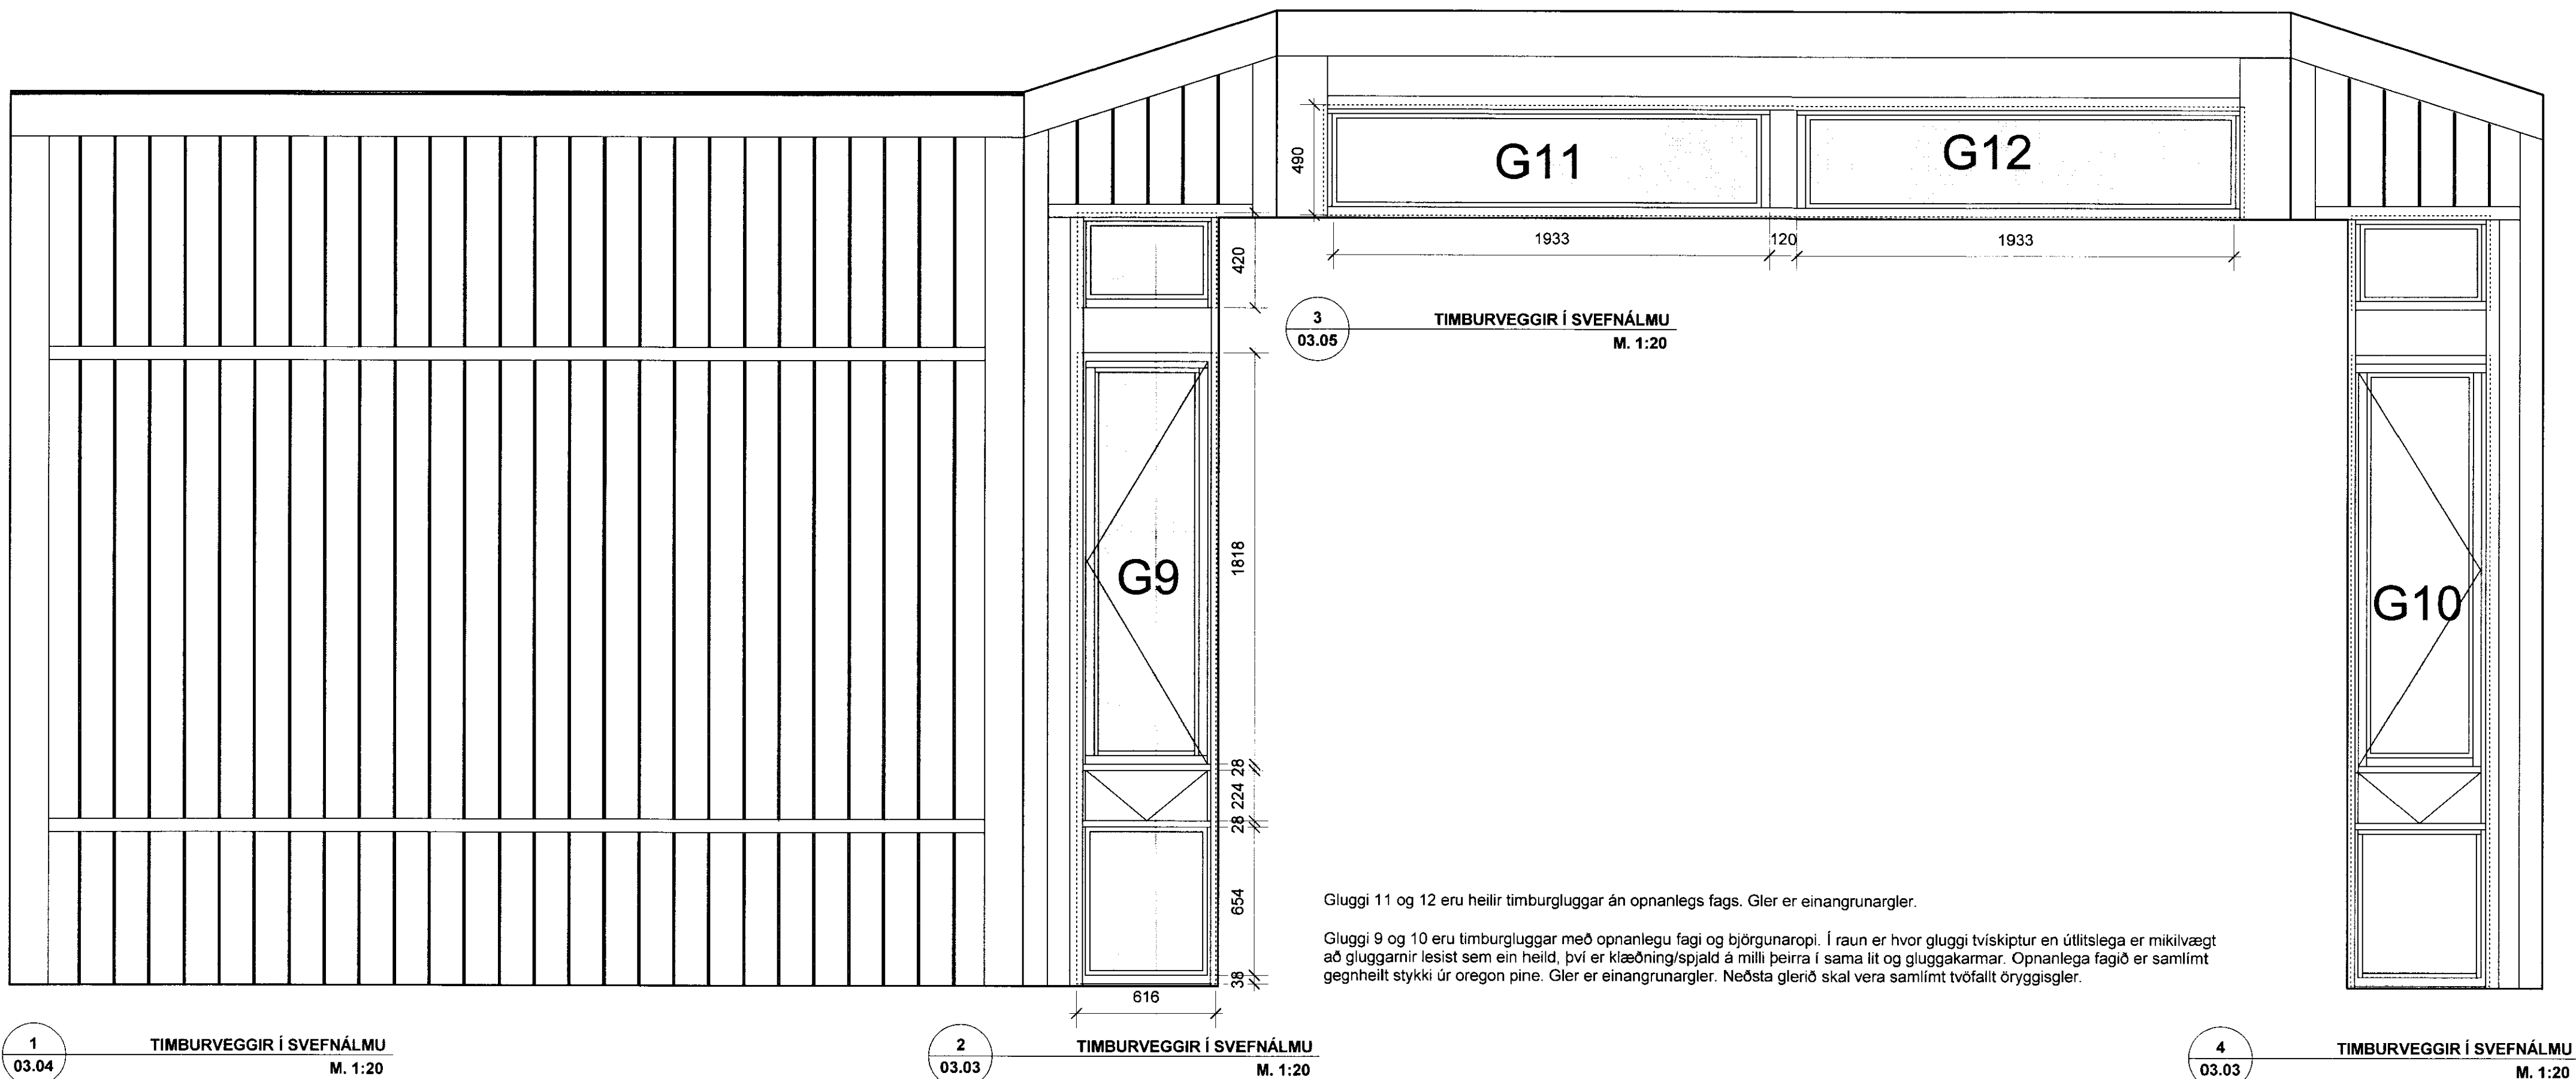 G11
G12
490
1933
120
1933
420
3
03.05
TIMBURVEGGIR Í SVEFNÁLMU
M. 1:20
1818
G9
G10
28
224
28
654
38
616
Gluggi 11 og 12 eru heilir timburgluggar án opnanlegs fags. Gler er einangrunargler.
Gluggi 9 og 10 eru timburgluggar með opnanlegu fagi og björgunaropi. Í raun er hvor gluggi tvískiptur en útlitslega er mikilvægt
að gluggarnir lesist sem ein heild, því er klæðning/spjald á milli þeirra í sama lit og gluggakarmar. Opnanlega fagið er samlímt
gegnheilt stykki úr oregon pine. Gler er einangrunargler. Neðsta glerið skal vera samlímt tvöfallt öryggisgler.
1
03.04
TIMBURVEGGIR Í SVEFNÁLMU
M. 1:20
2
03.03
TIMBURVEGGIR Í SVEFNÁLMU
M. 1:20
4
03.03
TIMBURVEGGIR Í SVEFNÁLMU
M. 1:20